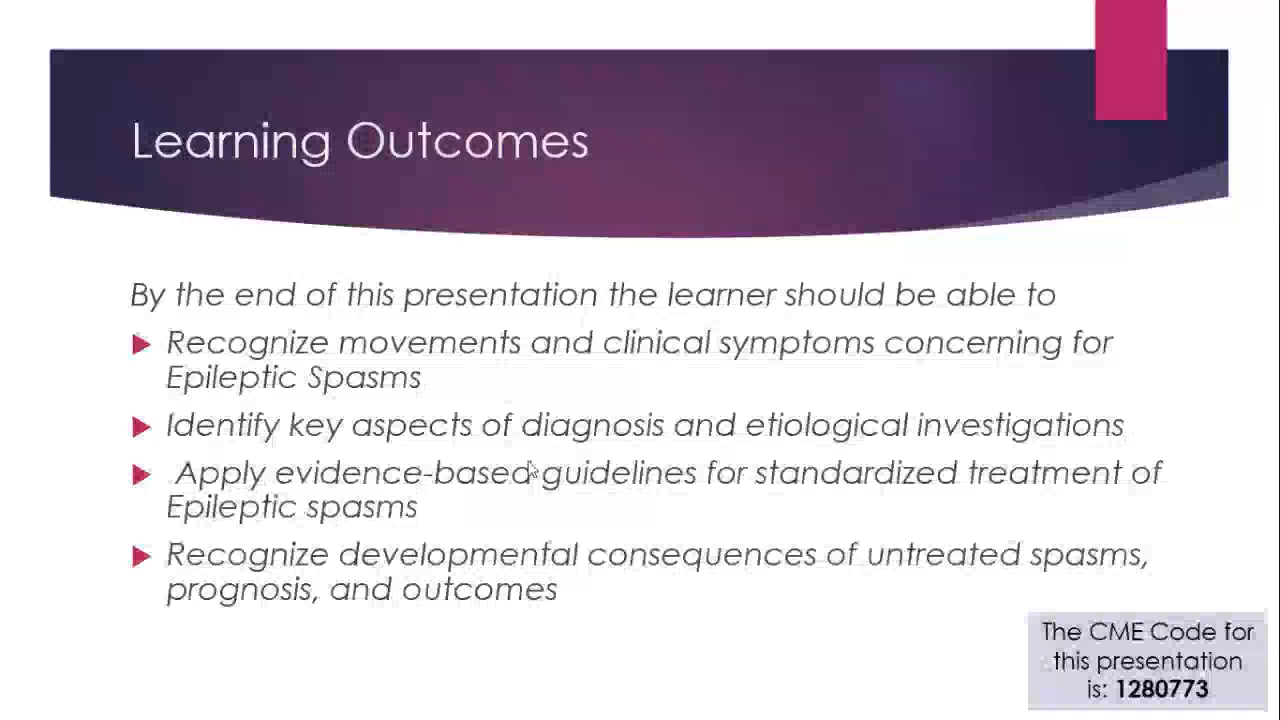 Learning Outcomes
By the end of this presentation the learner should be able to
Recognize movements and clinical symptoms concerning for
Epileptic Spasms
Identify key aspects of diagnosis and etiological investigations
Apply evidence-based guidelines for standardized treatment of
Epileptic spasms
Recognize developmental consequences of untreated spasms,
prognosis, and outcomes
The CME Code for
this presentation
is: 1280773